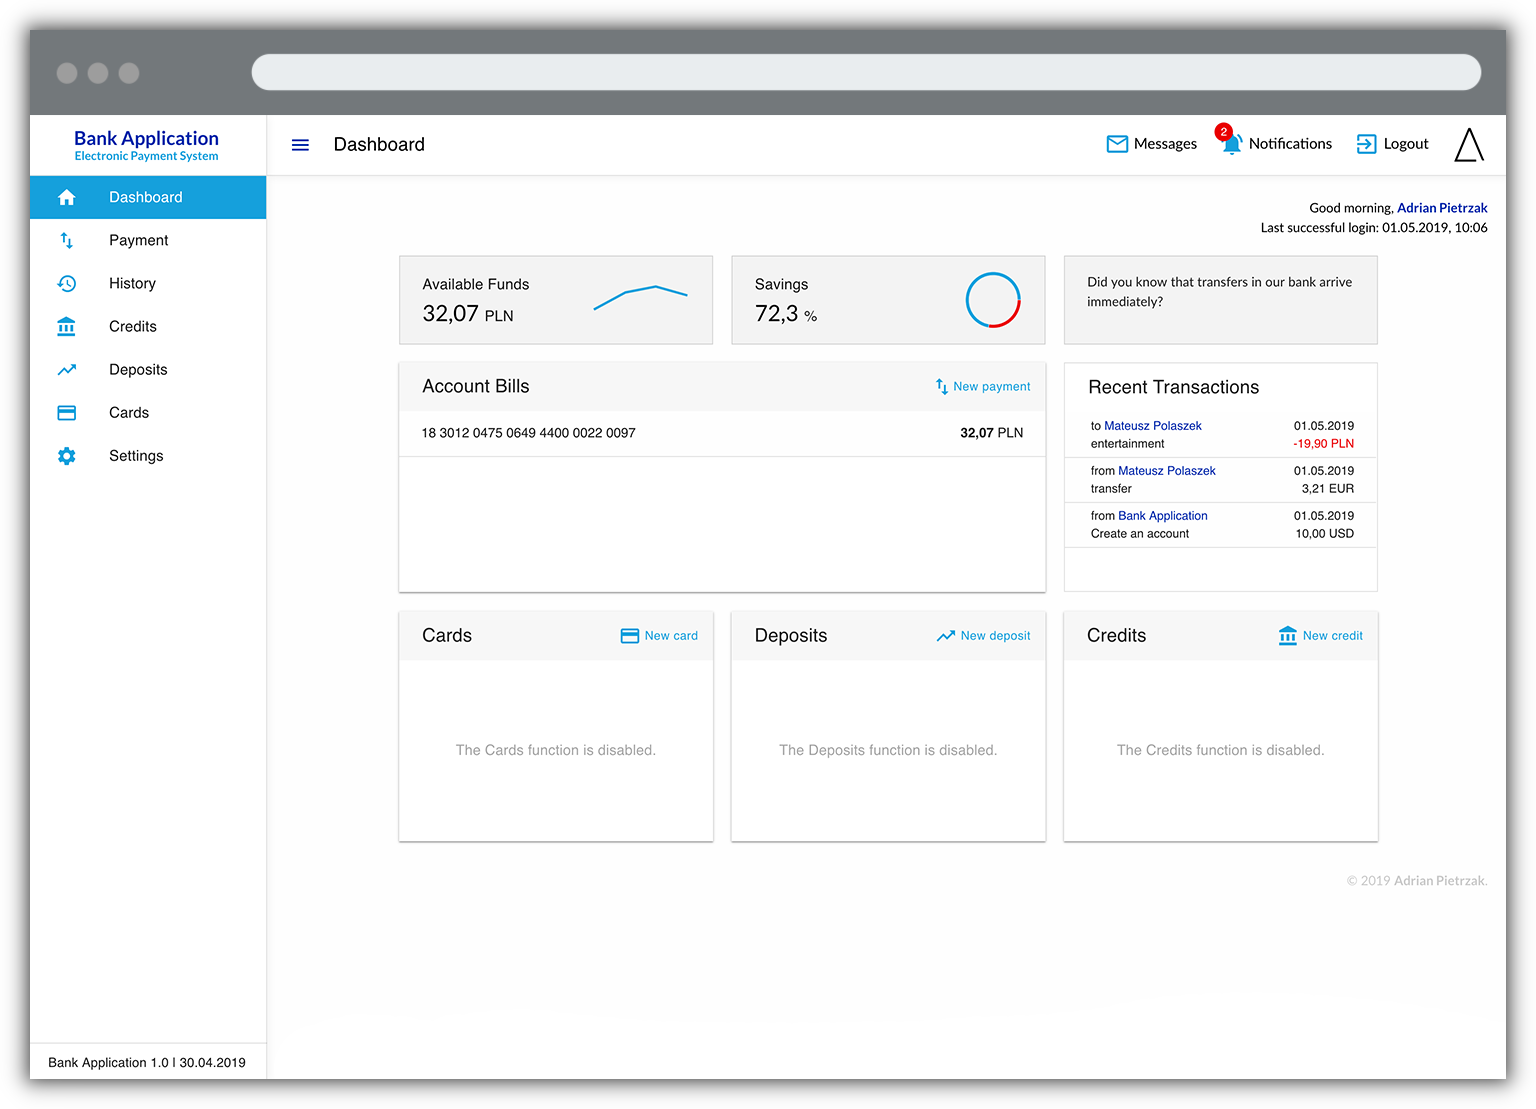 Bank Application
Electronic Payment System
Dashboard
Messages
2
Notifications
Logout
Dashboard
Payment
History
Credits
Deposits
Cards
Settings
Bank Application 1.0 | 30.04.2019
Good morning, Adrian Pietrzak
Last successful login: 01.05.2019, 10:06
Available Funds
32,07 PLN
Savings
72,3 %
Did you know that transfers in our bank arrive
immediately?
Account Bills
New payment
18 3012 0475 0649 4400 0022 0097
32,07 PLN
Recent Transactions
to Mateusz Polaszek 01.05.2019
entertainment -19,90 PLN
from Mateusz Polaszek 01.05.2019
transfer 3,21 EUR
from Bank Application 01.05.2019
Create an account 10,00 USD
Cards
New card
The Cards function is disabled.
Deposits
New deposit
The Deposits function is disabled.
Credits
New credit
The Credits function is disabled.
© 2019 Adrian Pietrzak.